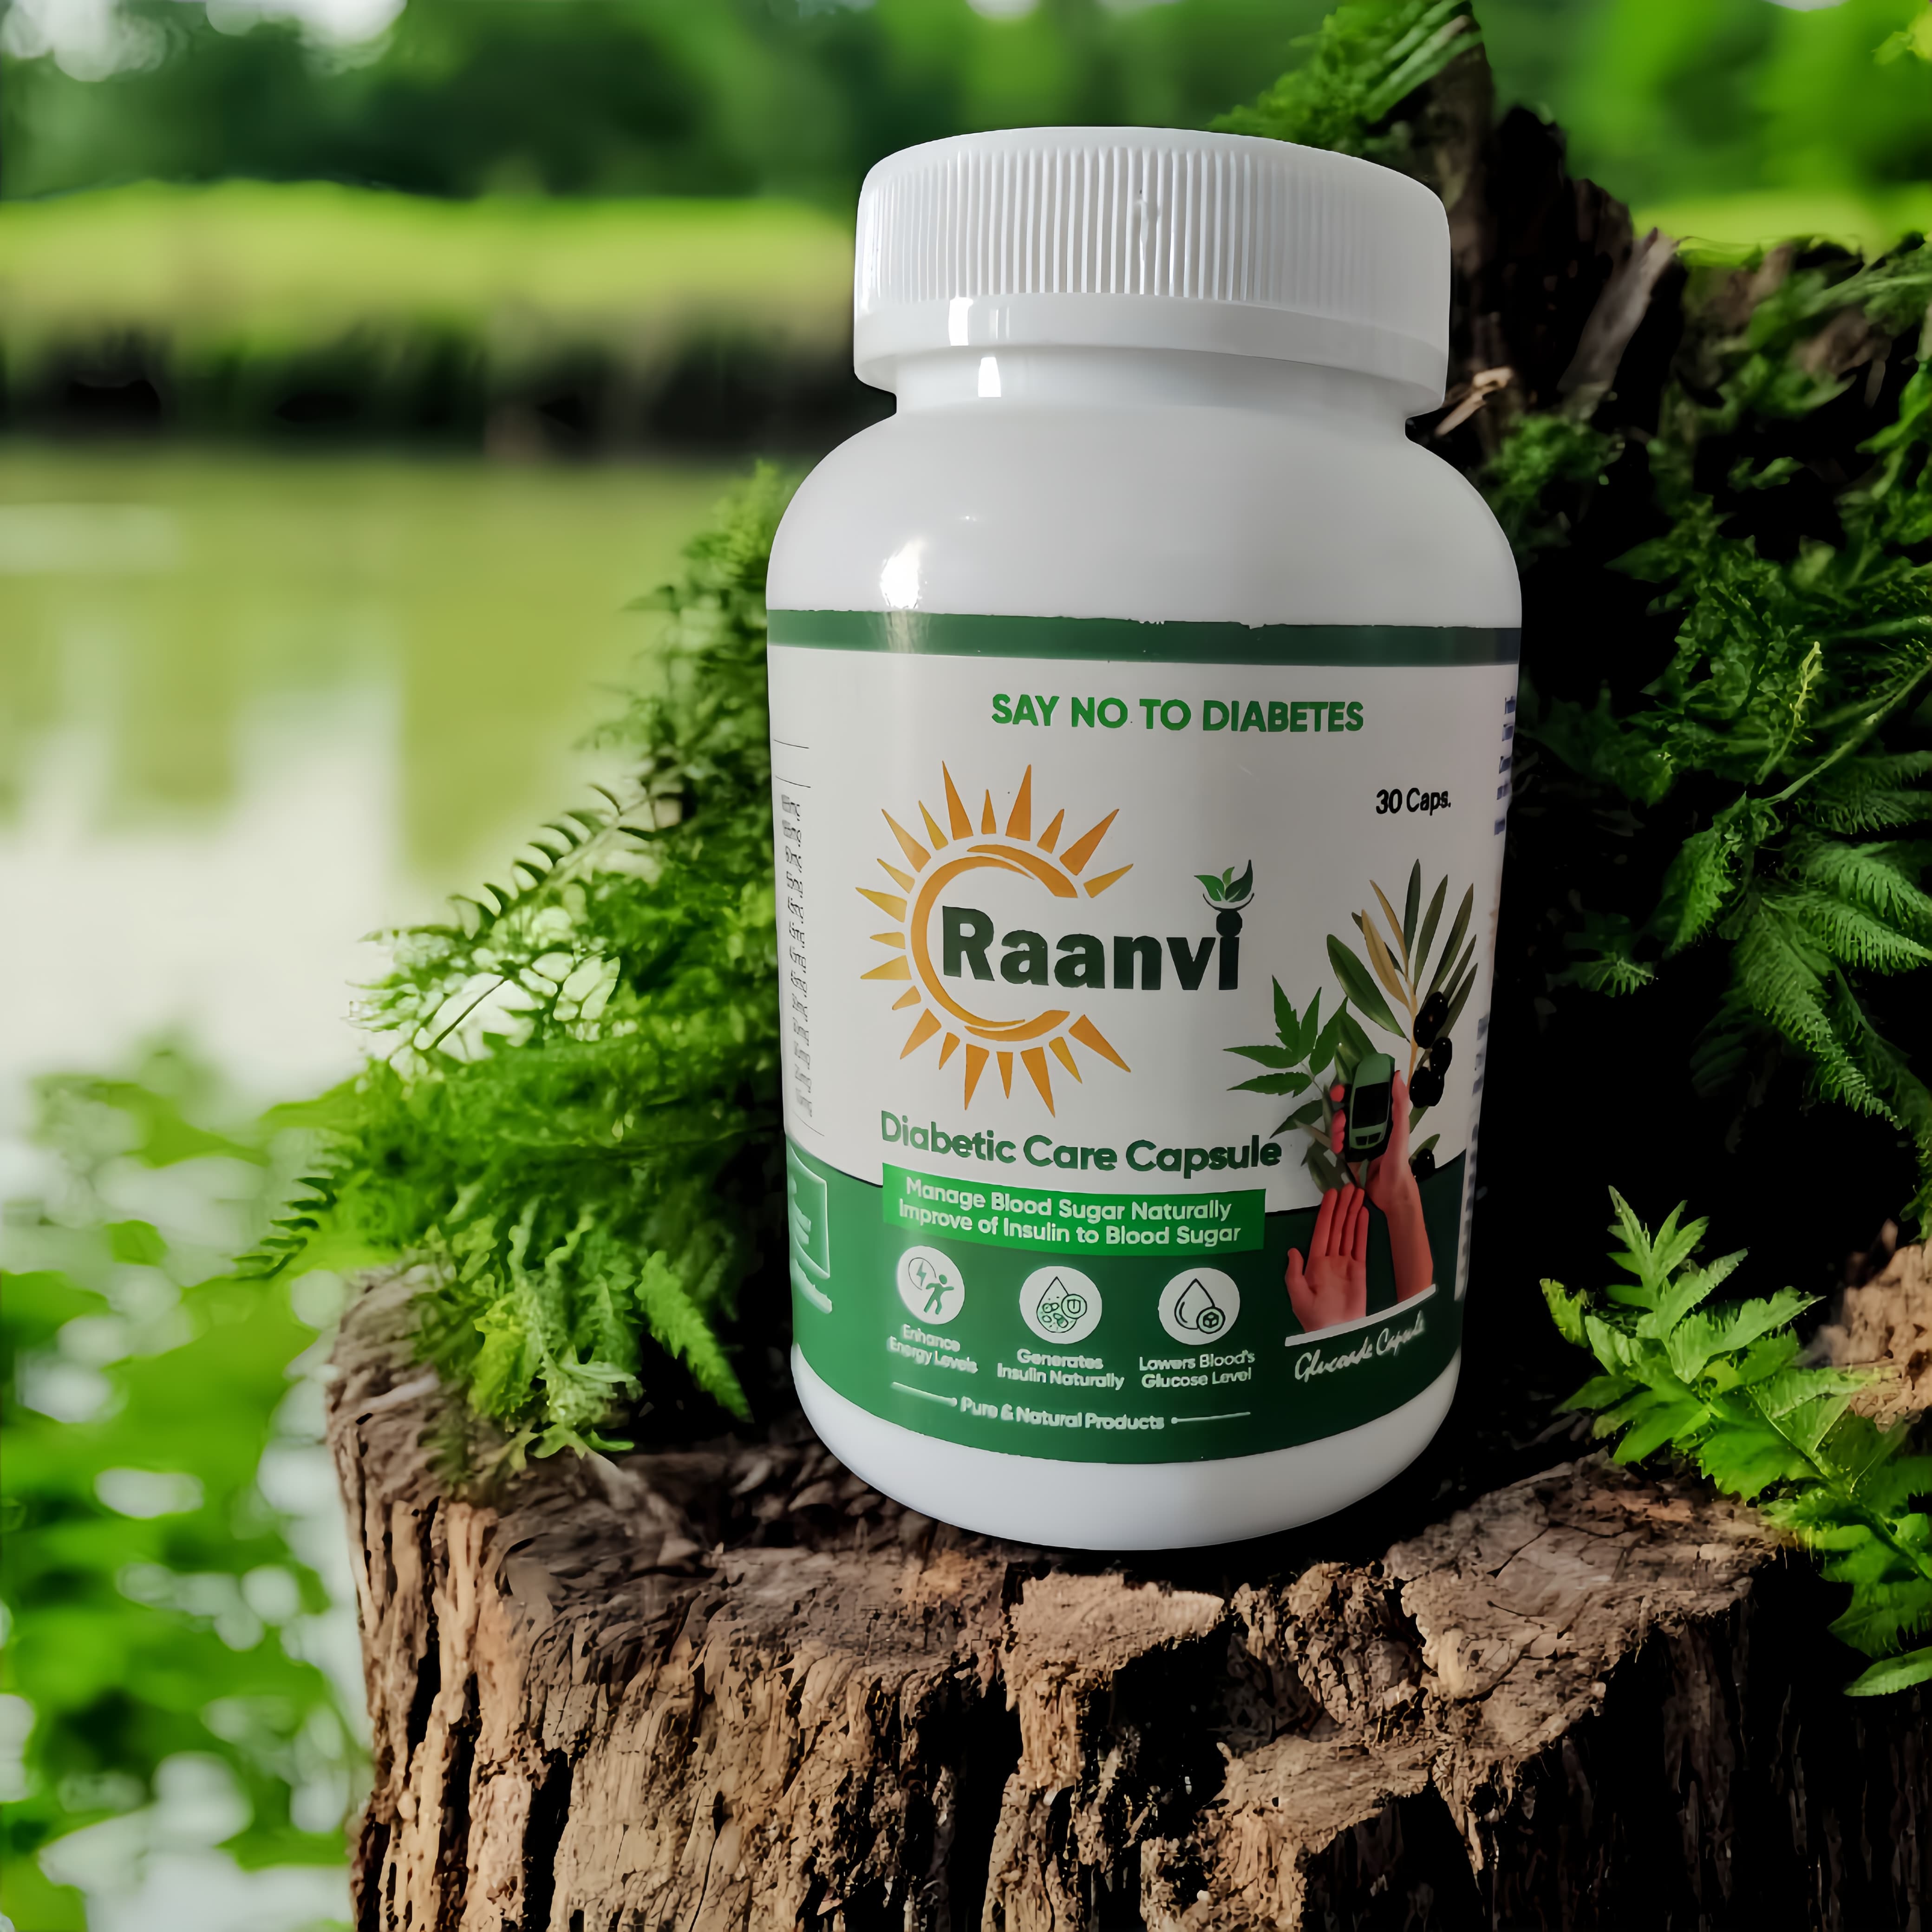 SAY NO TO DIABETES
30 Caps.
Raanvi
Diabetic Care Capsule
Manage Blood Sugar Naturally
Improve of Insulin to Blood Sugar
Enhance
Energy Levels
Generates
Insulin Naturally
Lowers Blood's
Glucose Level
Capsule
Pure & Natural Products